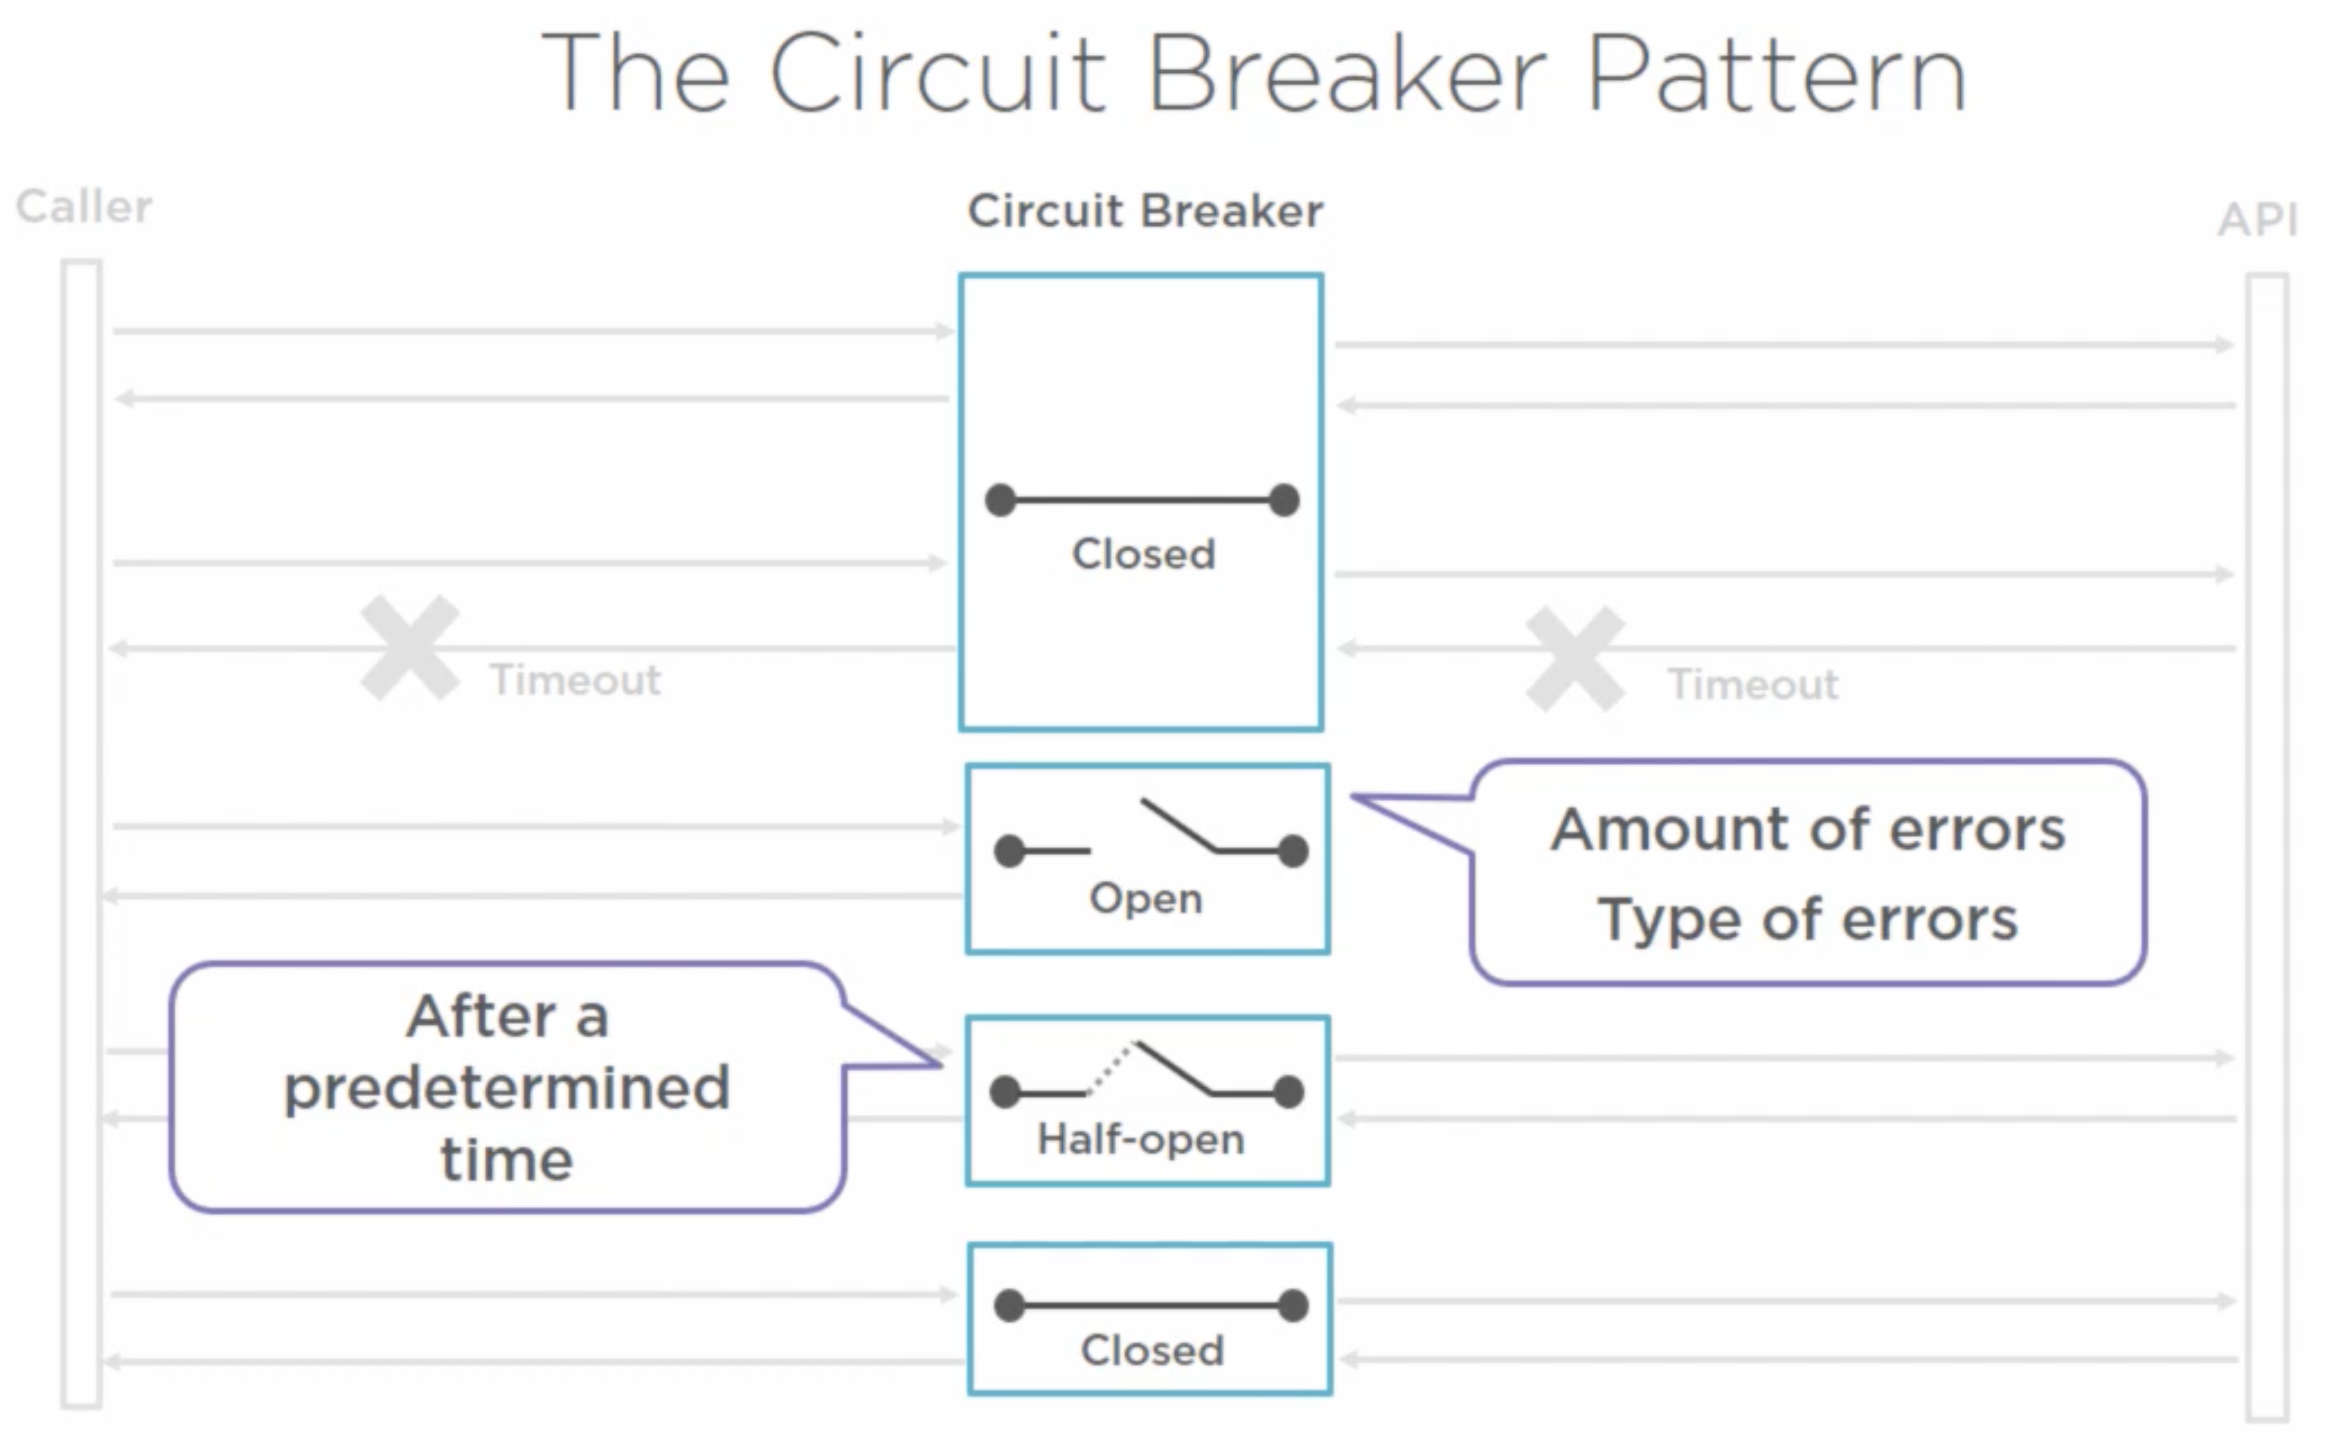 The Circuit Breaker Pattern
Caller
Circuit Breaker
API
Closed
Timeout
Timeout
Open
Amount of errors
Type of errors
After a
predetermined
time
Half-open
Closed